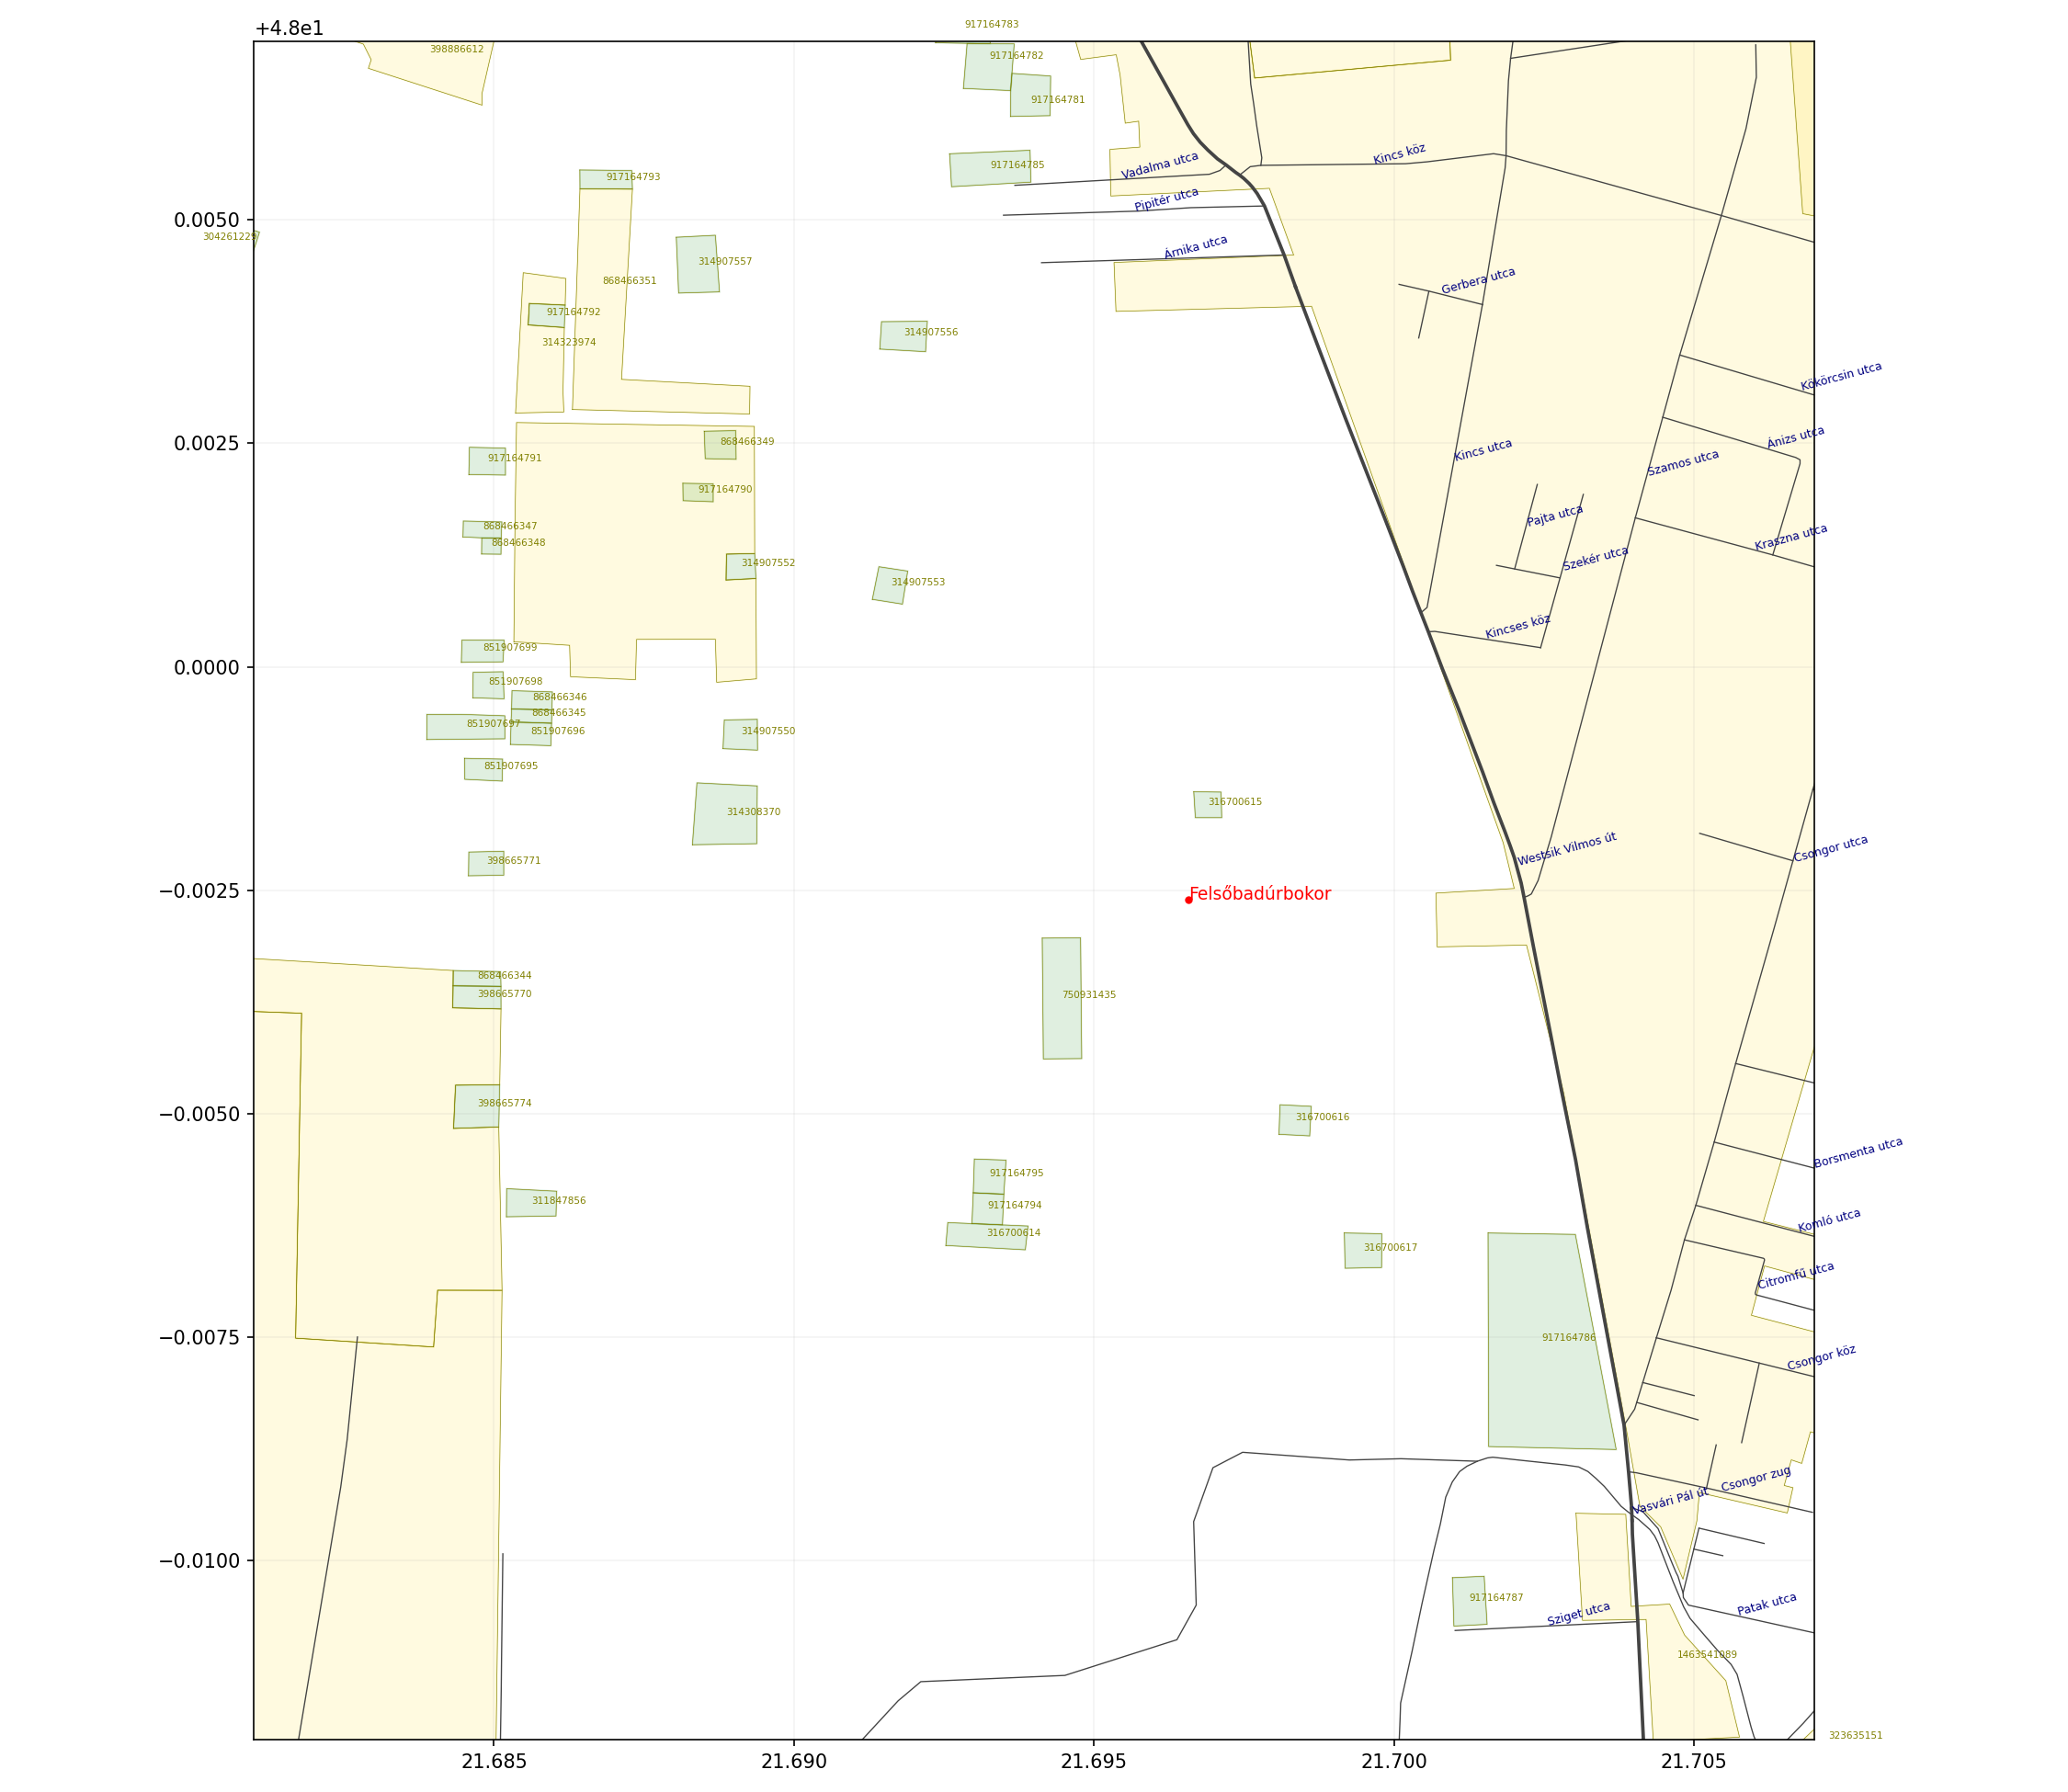 +4.8e1
917164783
398886612
917164782
917164781
Kincs köz
Vadalma utca
917164785
917164793
Pipitér utca
0.0050
304261229
Árnika utca
314907557
868466351
Gerbera utca
917164792
314907556
314323974
Kökörcsin utca
Ánizs utca
0.0025
868466349
Kincs utca
917164791
Szamos utca
917164790
Pajta utca
868466347
Kraszna utca
868466348
Szekér utca
314907552
314907553
Kincses köz
851907699
0.0000
851907698
868466346
868466345
851907697
851907696
314907550
851907695
316700615
314308370
Westsik Vilmos út
Csongor utca
398665771
−0.0025
Felsőbadúrbokor
868466344
398665770
750931435
398665774
−0.0050
316700616
Borsmenta utca
917164795
311847856
917164794
Komló utca
316700614
316700617
Citromfű utca
−0.0075
917164786
Csongor köz
Csongor zug
Vasvári Pál út
−0.0100
917164787
Sziget utca
Patak utca
1463541089
323635151
21.685
21.690
21.695
21.700
21.705